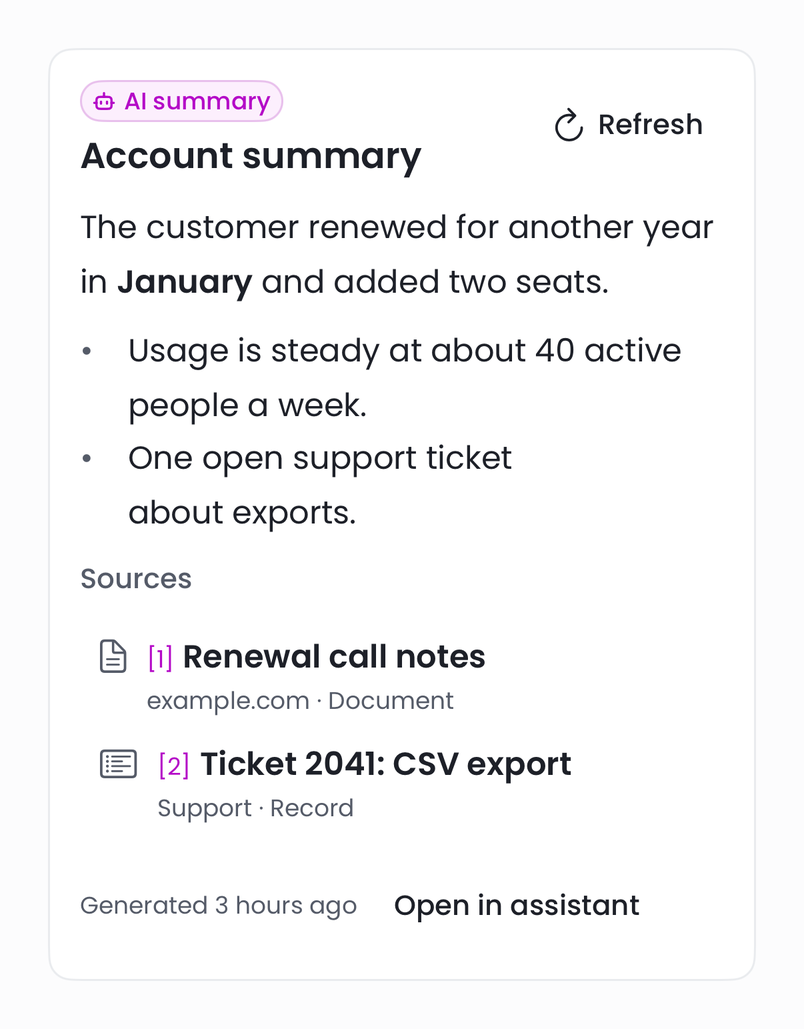 AI summary
Refresh
Account summary
The customer renewed for another year
in January and added two seats.
• Usage is steady at about 40 active
people a week.
• One open support ticket
about exports.
Sources
[1] Renewal call notes
example.com · Document
[2] Ticket 2041: CSV export
Support · Record
Generated 3 hours ago Open in assistant